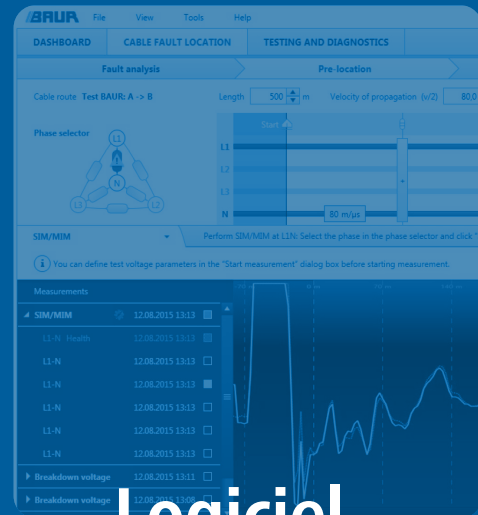 BAUR File View Tools Help
DASHBOARD CABLE FAULT LOCATION TESTING AND DIAGNOSTICS
Fault analysis Pre-location
Cable route Test BAUR: A -> B Length 500 m Velocity of propagation (v/2) 80,0
Phase selector
Start
L1
L2
L3
N
L1
N
L3 L2
80 m/µs
SIM/MIM Perform SIM/MIM at L1N: Select the phase in the phase selector and click "
i You can define test voltage parameters in the "Start measurement" dialog box before starting measurement.
Measurements
SIM/MIM 12.08.2015 13:13
L1-N Health 12.08.2015 13:13
L1-N 12.08.2015 13:13
L1-N 12.08.2015 13:13
L1-N 12.08.2015 13:13
L1-N 12.08.2015 13:13
L1-N 12.08.2015 13:13
Breakdown voltage 12.08.2015 13:11
Breakdown voltage 12.08.2015 13:08
Logiciel